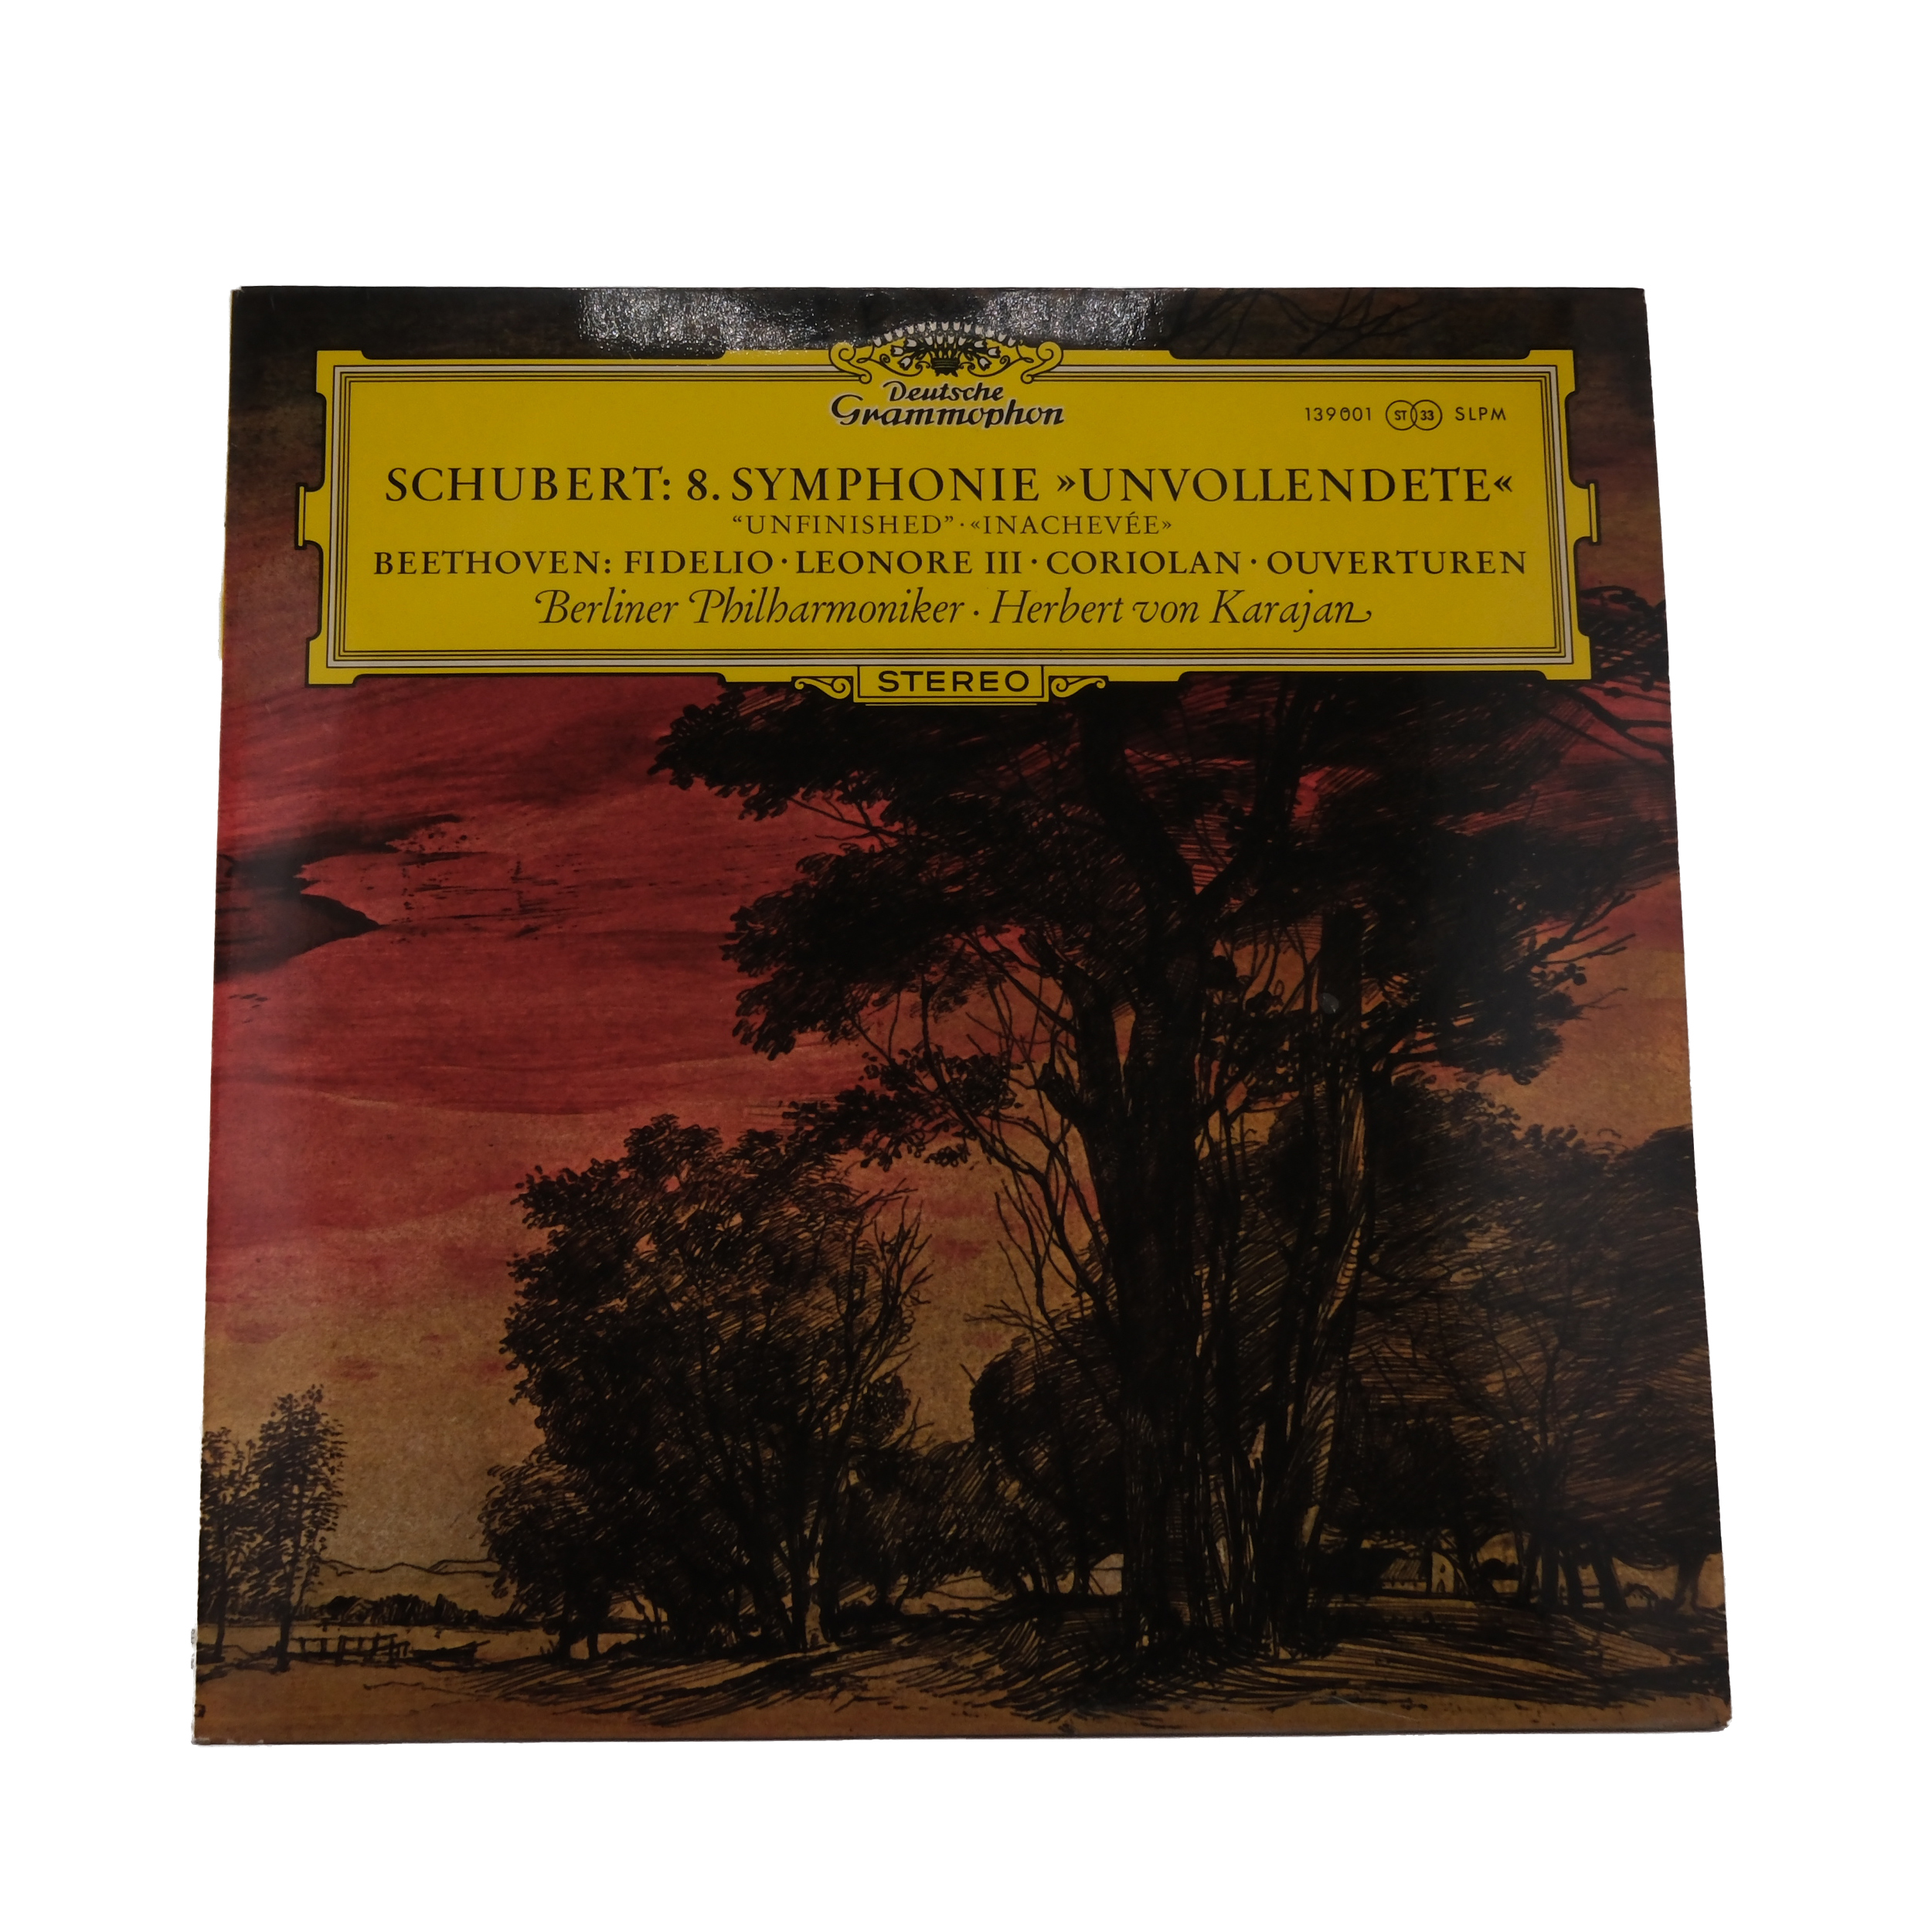 Deutsche
Grammophon
139001 ST 33 SLPM
SCHUBERT: 8. SYMPHONIE »UNVOLLENDETE«
“UNFINISHED” · «INACHEVÉE»
BEETHOVEN: FIDELIO · LEONORE III · CORIOLAN · OUVERTUREN
Berliner Philharmoniker · Herbert von Karajan
STEREO